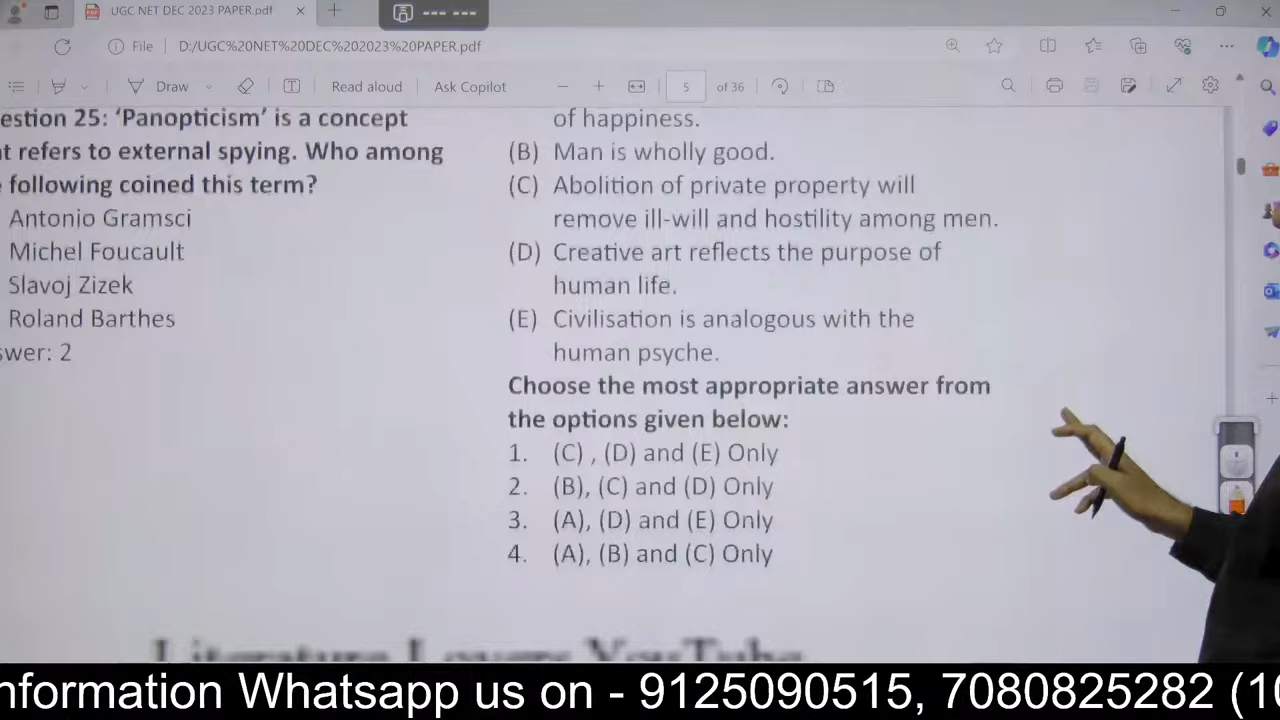 UGC NET DEC 2023 PAPER.pdf
File D:/UGC%20NET%20DEC%202023%20PAPER.pdf
Draw Read aloud Ask Copilot 5 of 36
estion 25: ‘Panopticism’ is a concept
t refers to external spying. Who among
following coined this term?
Antonio Gramsci
Michel Foucault
Slavoj Zizek
Roland Barthes
swer: 2
of happiness.
(B) Man is wholly good.
(C) Abolition of private property will
remove ill-will and hostility among men.
(D) Creative art reflects the purpose of
human life.
(E) Civilisation is analogous with the
human psyche.
Choose the most appropriate answer from
the options given below:
1. (C) , (D) and (E) Only
2. (B), (C) and (D) Only
3. (A), (D) and (E) Only
4. (A), (B) and (C) Only
Literature Lovers YouTube
nformation Whatsapp us on - 9125090515, 7080825282 (10